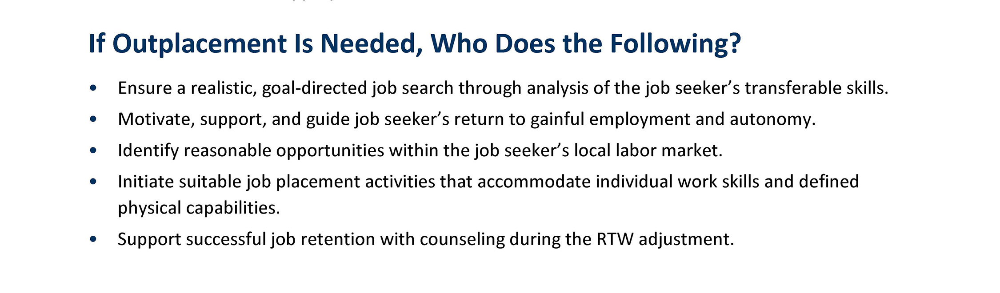 If Outplacement Is Needed, Who Does the Following?
• Ensure a realistic, goal-directed job search through analysis of the job seeker’s transferable skills.
• Motivate, support, and guide job seeker’s return to gainful employment and autonomy.
• Identify reasonable opportunities within the job seeker’s local labor market.
• Initiate suitable job placement activities that accommodate individual work skills and defined
physical capabilities.
• Support successful job retention with counseling during the RTW adjustment.